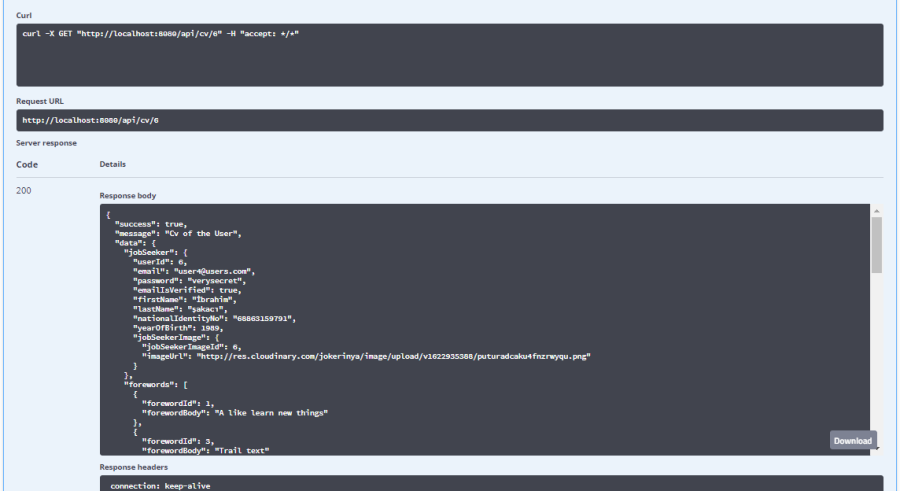 Curl
curl -X GET "http://localhost:8080/api/cv/6" -H "accept: */*"
Request URL
http://localhost:8080/api/cv/6
Server response
Code Details
200
Response body
{
"success": true,
"message": "Cv of the User",
"data": {
"jobSeeker": {
"userId": 6,
"email": "user4@users.com",
"password": "verysecret",
"emailIsVerified": true,
"firstName": "İbrahim",
"lastName": "şakacı",
"nationalIdentityNo": "68863159791",
"yearOfBirth": 1989,
"jobSeekerImage": {
"jobSeekerImageId": 6,
"imageUrl": "http://res.cloudinary.com/jokerinya/image/upload/v1622935388/puturadcaku4fnzrwyqu.png"
}
},
"forewords": [
{
"forewordId": 1,
"forewordBody": "A like learn new things"
},
{
"forewordId": 3,
"forewordBody": "Trail text"
Download
Response headers
connection: keep-alive